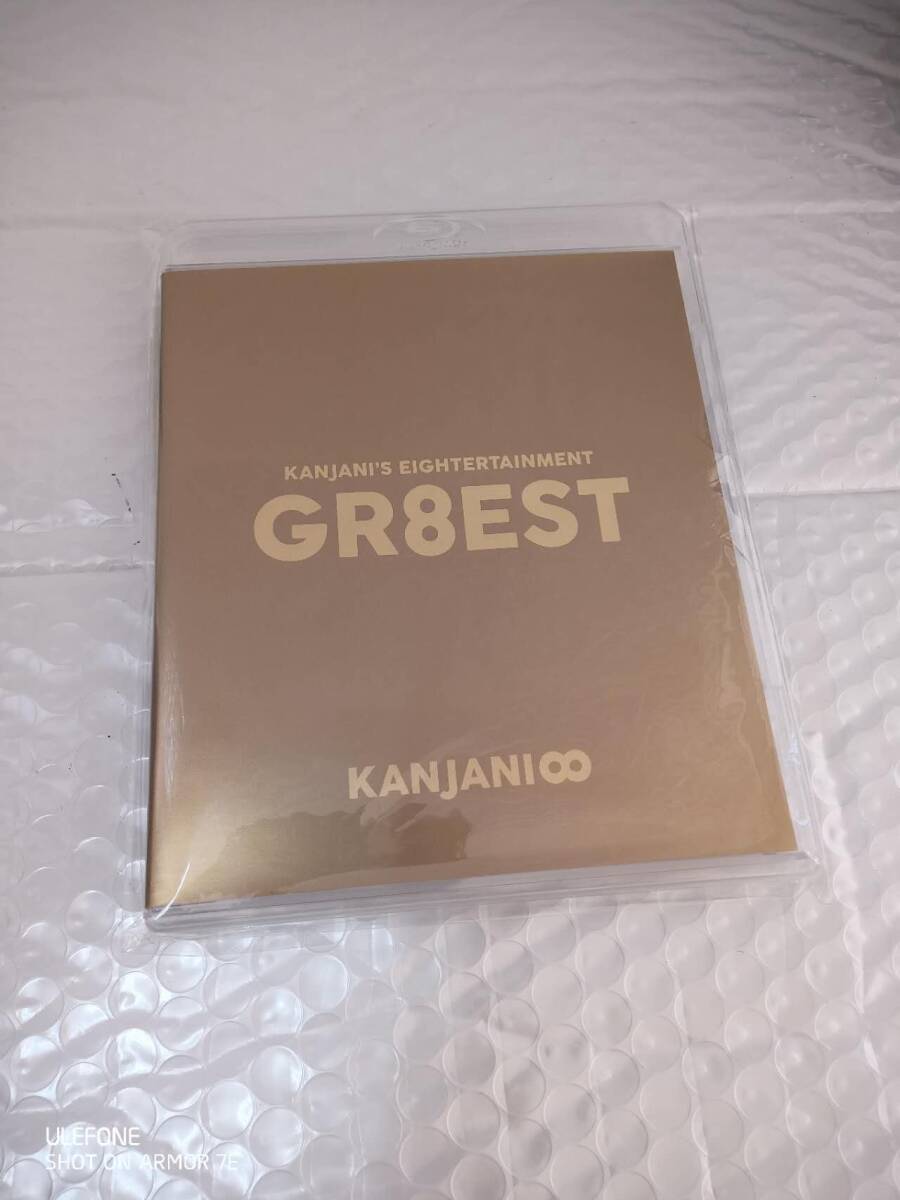 KANJANI'S EIGHTERTAINMENT
GR8EST
KANJANI∞
ULEFONE
SHOT ON ARMOR 7E